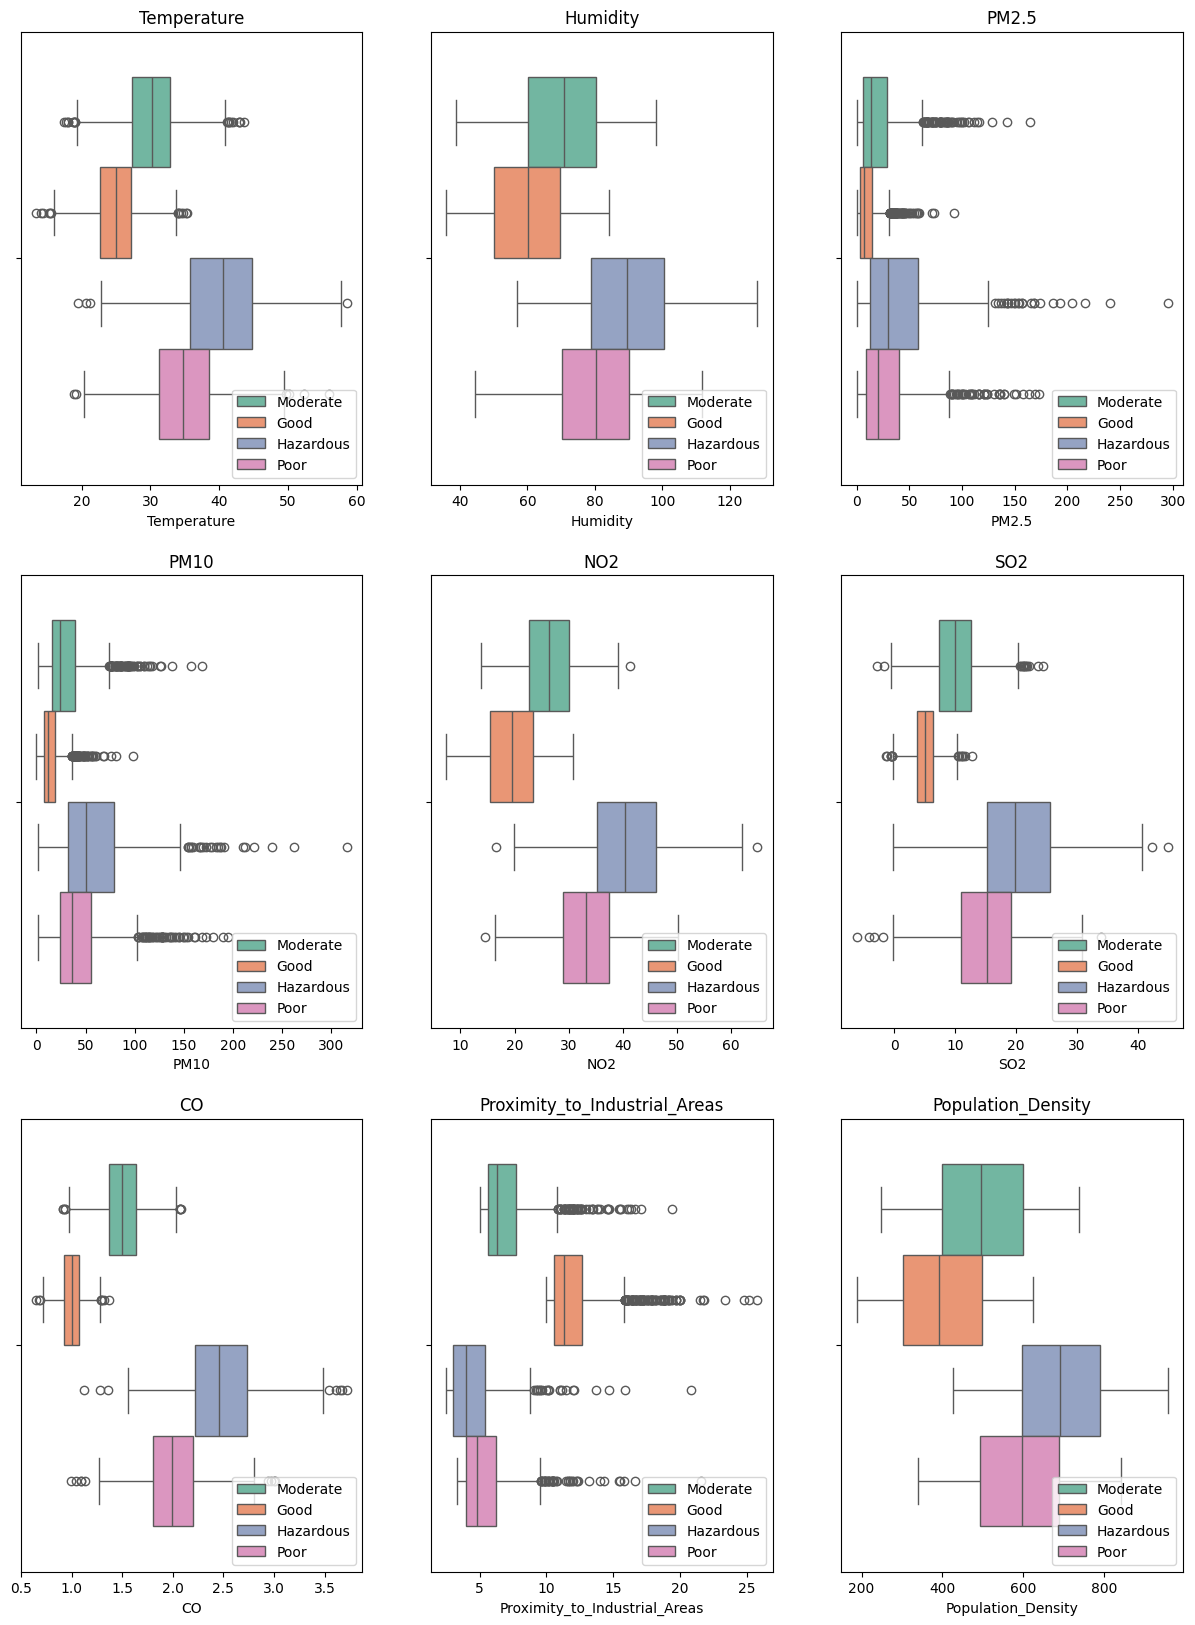 Temperature
Humidity
PM2.5
Moderate
Good
Hazardous
Poor
Moderate
Good
Hazardous
Poor
Moderate
Good
Hazardous
Poor
20 30 40 50 60
40 60 80 100 120
0 50 100 150 200 250 300
Temperature
Humidity
PM2.5
PM10
NO2
SO2
Moderate
Good
Hazardous
Poor
Moderate
Good
Hazardous
Poor
Moderate
Good
Hazardous
Poor
0 50 100 150 200 250 300
10 20 30 40 50 60
0 10 20 30 40
PM10
NO2
SO2
CO
Proximity_to_Industrial_Areas
Population_Density
Moderate
Good
Hazardous
Poor
Moderate
Good
Hazardous
Poor
Moderate
Good
Hazardous
Poor
0.5 1.0 1.5 2.0 2.5 3.0 3.5
5 10 15 20 25
200 400 600 800
CO
Proximity_to_Industrial_Areas
Population_Density